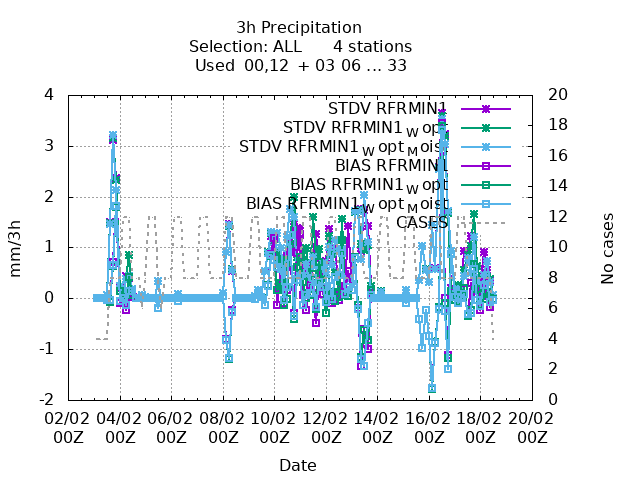 3h Precipitation
Selection: ALL 4 stations
Used 00,12 + 03 06 ... 33
4
3
2
1
0
-1
-2
mm/3h
20
18
16
14
12
10
8
6
4
2
0
No cases
STDV RFRMIN1
STDV RFRMIN1_W opt
STDV RFRMIN1_W opt_M oist
BIAS RFRMIN1
BIAS RFRMIN1_W opt
BIAS RFRMIN1_W opt_M oist
CASES
02/02 04/02 06/02 08/02 10/02 12/02 14/02 16/02 18/02 20/02
00Z 00Z 00Z 00Z 00Z 00Z 00Z 00Z 00Z 00Z
Date